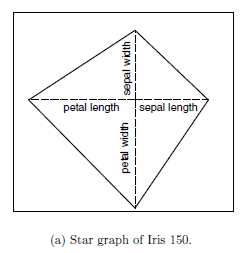 sepal width
petal length
sepal length
petal width
(a) Star graph of Iris 150.